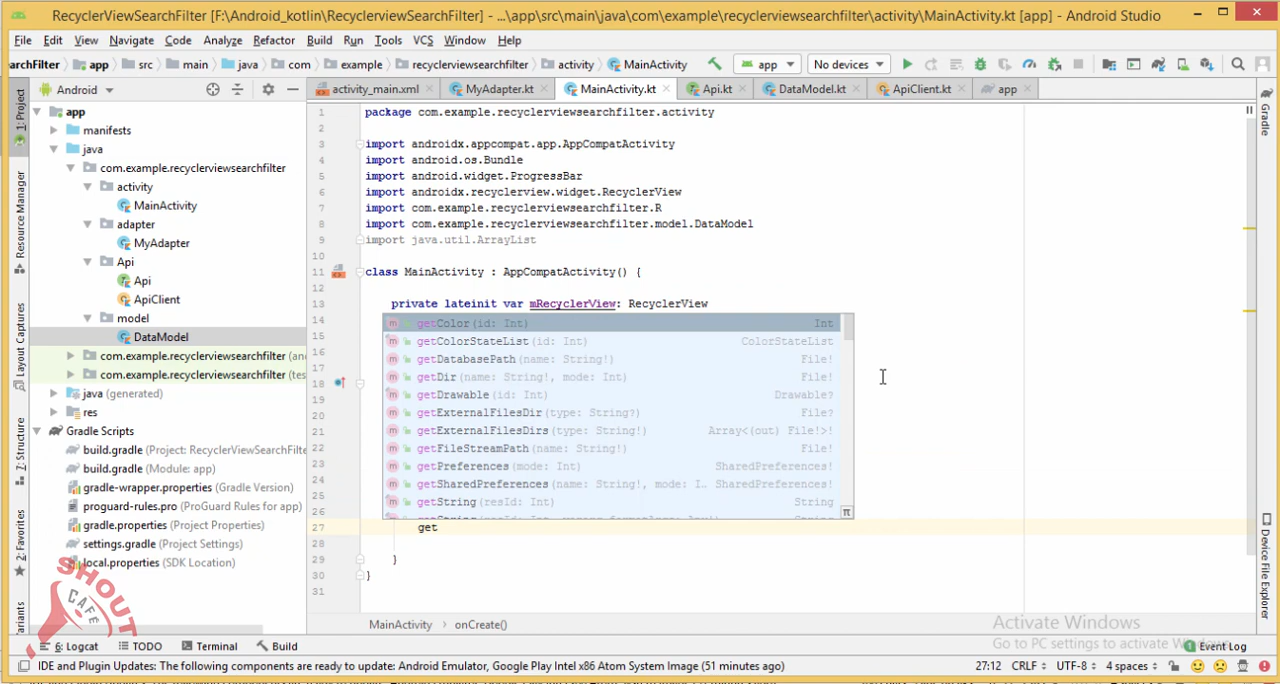 RecyclerViewSearchFilter [F:\Android_kotlin\RecyclerViewSearchFilter] - ...\app\src\main\java\com\example\recyclerviewsearchfilter\activity\MainActivity.kt [app] - Android Studio
File Edit View Navigate Code Analyze Refactor Build Run Tools VCS Window Help
archFilter app src main java com example recyclerviewsearchfilter activity MainActivity app No devices
Android activity_main.xml MyAdapter.kt MainActivity.kt Api.kt DataModel.kt ApiClient.kt app
1: Project
Resource Manager
Layout Captures
Z: Structure
2: Favorites
ariants
app
manifests
java
com.example.recyclerviewsearchfilter
activity
MainActivity
adapter
MyAdapter
Api
Api
ApiClient
model
DataModel
com.example.recyclerviewsearchfilter (an
com.example.recyclerviewsearchfilter (tes
java (generated)
res
Gradle Scripts
build.gradle (Project: RecyclerViewSearchFilte
build.gradle (Module: app)
gradle-wrapper.properties (Gradle Version)
proguard-rules.pro (ProGuard Rules for app)
gradle.properties (Project Properties)
settings.gradle (Project Settings)
local.properties (SDK Location)
SHOUT
CAFE
1 package com.example.recyclerviewsearchfilter.activity
2
3 import androidx.appcompat.app.AppCompatActivity
4 import android.os.Bundle
5 import android.widget.ProgressBar
6 import androidx.recyclerview.widget.RecyclerView
7 import com.example.recyclerviewsearchfilter.R
8 import com.example.recyclerviewsearchfilter.model.DataModel
9 import java.util.ArrayList
10
11 class MainActivity : AppCompatActivity() {
12
13 private lateinit var mRecyclerView: RecyclerView
14 getColor(id: Int) Int
15 getColorStateList(id: Int) ColorStateList
16 getDatabasePath(name: String!) File!
17 getDir(name: String!, mode: Int) File!
18 getDrawable(id: Int) Drawable?
19 getExternalFilesDir(type: String?) File?
20 getExternalFilesDirs(type: String!) Array<(out) File!>!
21 getFileStreamPath(name: String!) File!
22 getPreferences(mode: Int) SharedPreferences!
23 getSharedPreferences(name: String!, mode: I... SharedPreferences!
24 getString(resId: Int) String
25
26
27 get
28
29 }
30 }
31
MainActivity onCreate()
Gradle
Device File Explorer
Activate Windows
Go to PC settings to activate Windows
6: Logcat TODO Terminal Build Event Log
IDE and Plugin Updates: The following components are ready to update: Android Emulator, Google Play Intel x86 Atom System Image (51 minutes ago) 27:12 CRLF UTF-8 4 spaces